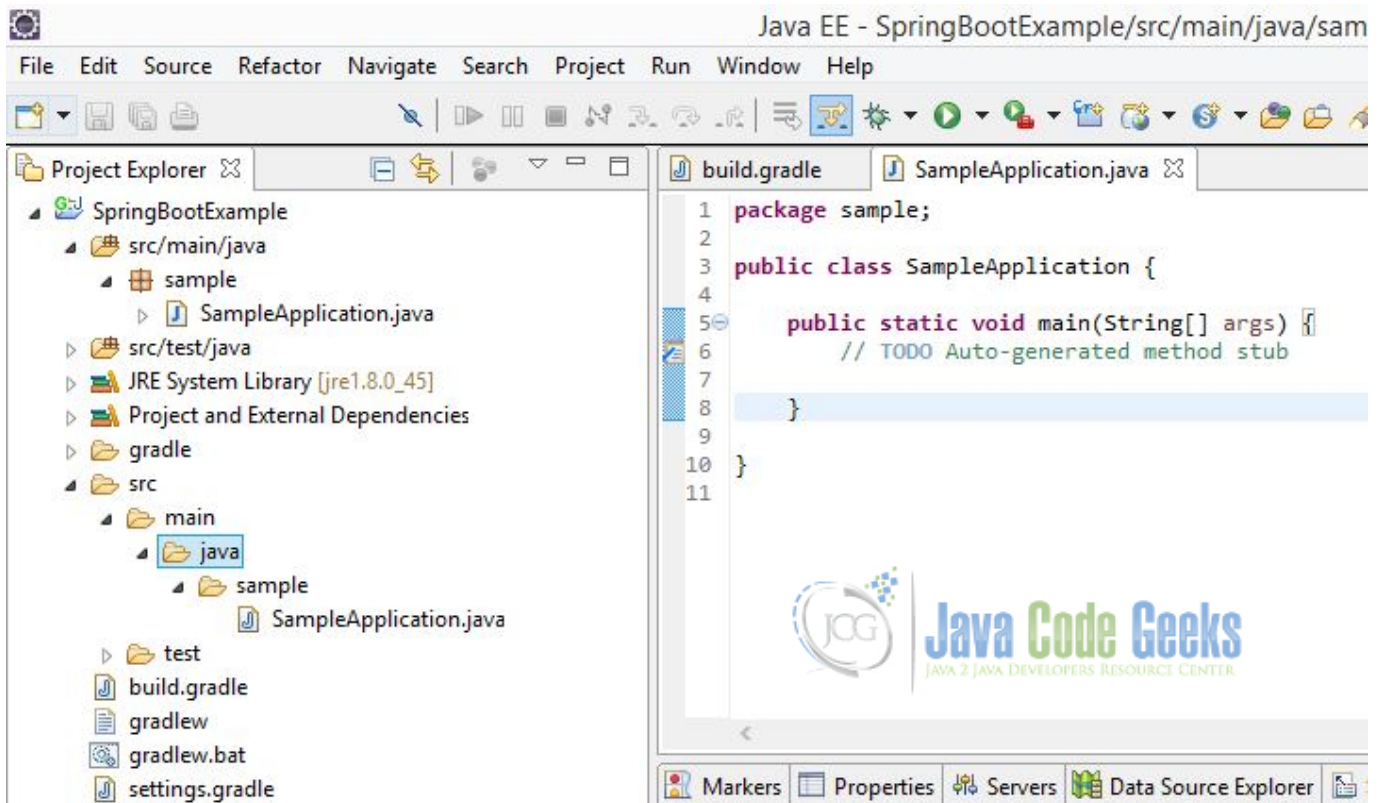 Java EE - SpringBootExample/src/main/java/sam
File Edit Source Refactor Navigate Search Project Run Window Help
Project Explorer
SpringBootExample
src/main/java
sample
SampleApplication.java
src/test/java
JRE System Library [jre1.8.0_45]
Project and External Dependencies
gradle
src
main
java
sample
SampleApplication.java
test
build.gradle
gradlew
gradlew.bat
settings.gradle
build.gradle SampleApplication.java
1 package sample;
2
3 public class SampleApplication {
4
5 public static void main(String[] args) {
6 // TODO Auto-generated method stub
7
8 }
9
10 }
11
JCG Java Code Geeks
JAVA 2 JAVA DEVELOPERS RESOURCE CENTER
Markers Properties Servers Data Source Explorer